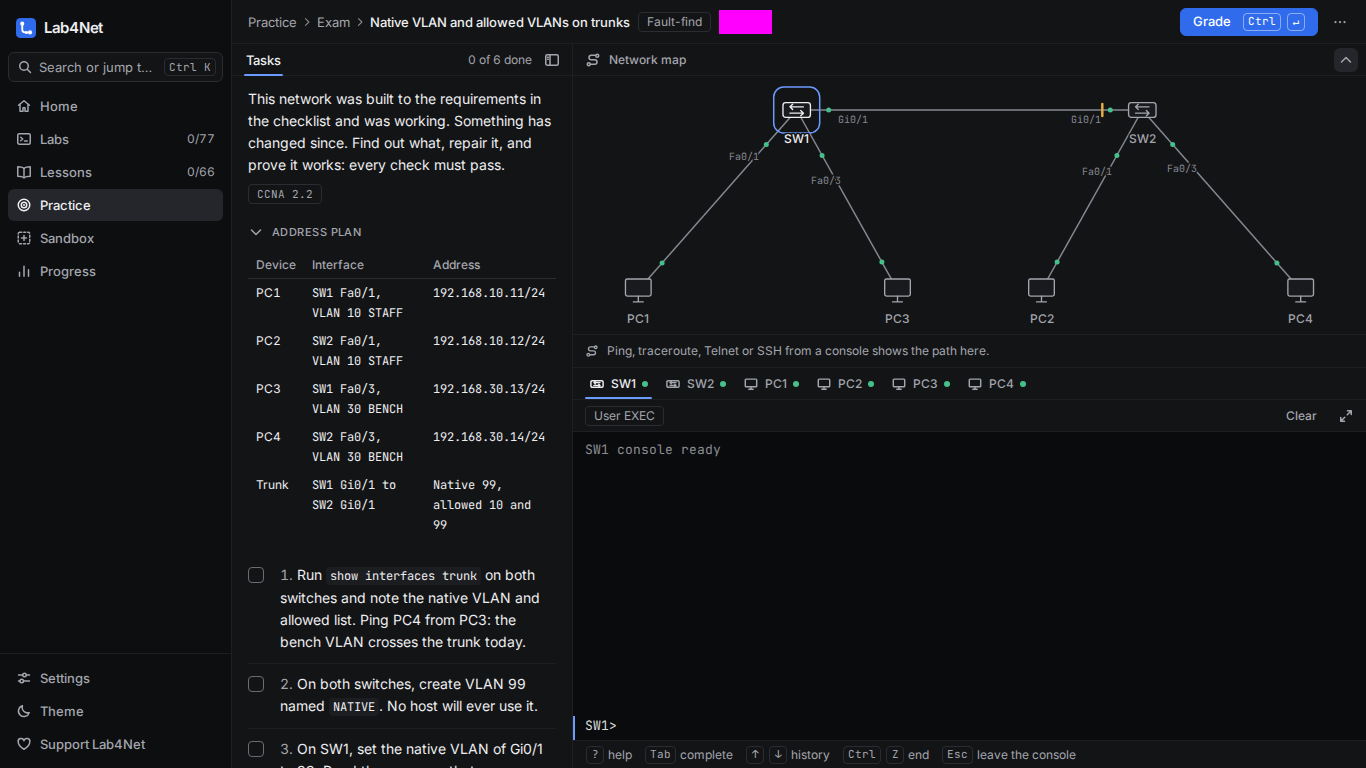 Lab4Net
Search or jump t... Ctrl K
Home
Labs 0/77
Lessons 0/66
Practice
Sandbox
Progress
Settings
Theme
Support Lab4Net
Practice > Exam > Native VLAN and allowed VLANs on trunks Fault-find
Grade Ctrl ↵
Tasks 0 of 6 done
This network was built to the requirements in
the checklist and was working. Something has
changed since. Find out what, repair it, and
prove it works: every check must pass.
CCNA 2.2
ADDRESS PLAN
Device Interface Address
PC1 SW1 Fa0/1, 192.168.10.11/24
VLAN 10 STAFF
PC2 SW2 Fa0/1, 192.168.10.12/24
VLAN 10 STAFF
PC3 SW1 Fa0/3, 192.168.30.13/24
VLAN 30 BENCH
PC4 SW2 Fa0/3, 192.168.30.14/24
VLAN 30 BENCH
Trunk SW1 Gi0/1 to Native 99,
SW2 Gi0/1 allowed 10 and
99
1. Run show interfaces trunk on both
switches and note the native VLAN and
allowed list. Ping PC4 from PC3: the
bench VLAN crosses the trunk today.
2. On both switches, create VLAN 99
named NATIVE. No host will ever use it.
3. On SW1, set the native VLAN of Gi0/1
Network map
Gi0/1 Gi0/1
SW1 SW2
Fa0/1 Fa0/3 Fa0/1 Fa0/3
PC1 PC3 PC2 PC4
Ping, traceroute, Telnet or SSH from a console shows the path here.
SW1 SW2 PC1 PC2 PC3 PC4
User EXEC Clear
SW1 console ready
SW1>
? help Tab complete ↑ ↓ history Ctrl Z end Esc leave the console